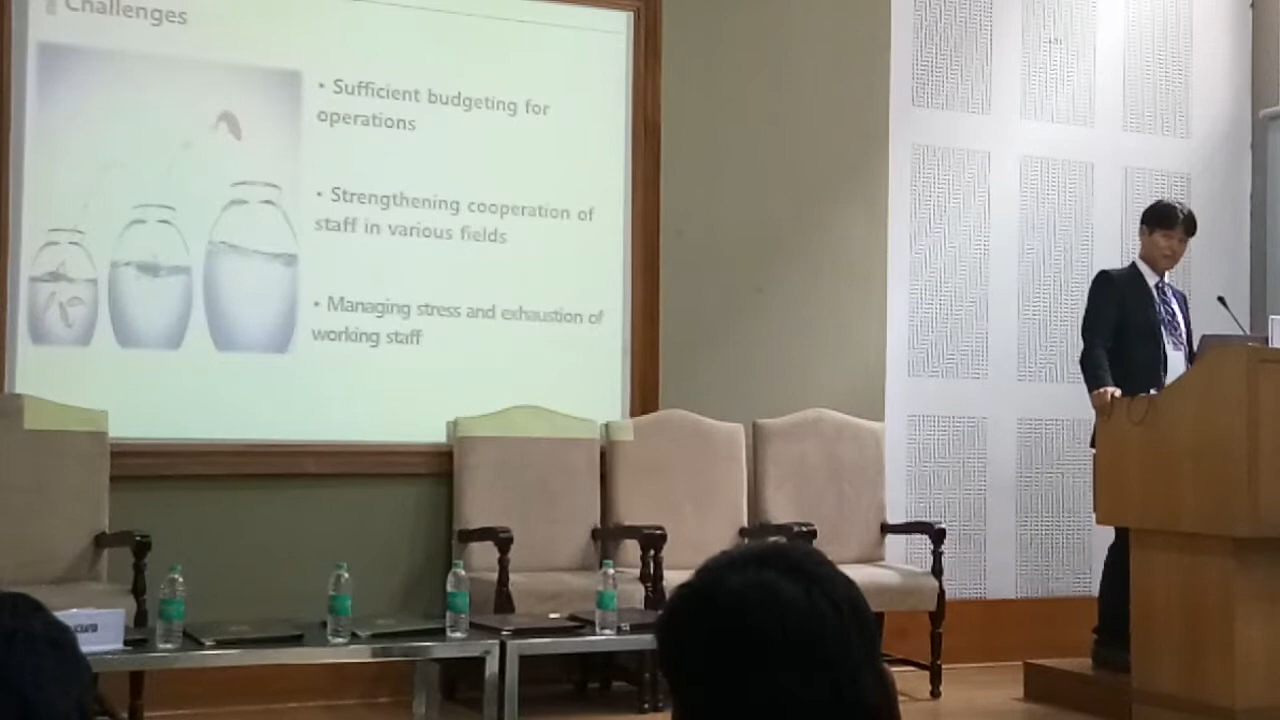 Challenges
• Sufficient budgeting for
operations
• Strengthening cooperation of
staff in various fields
• Managing stress and exhaustion of
working staff